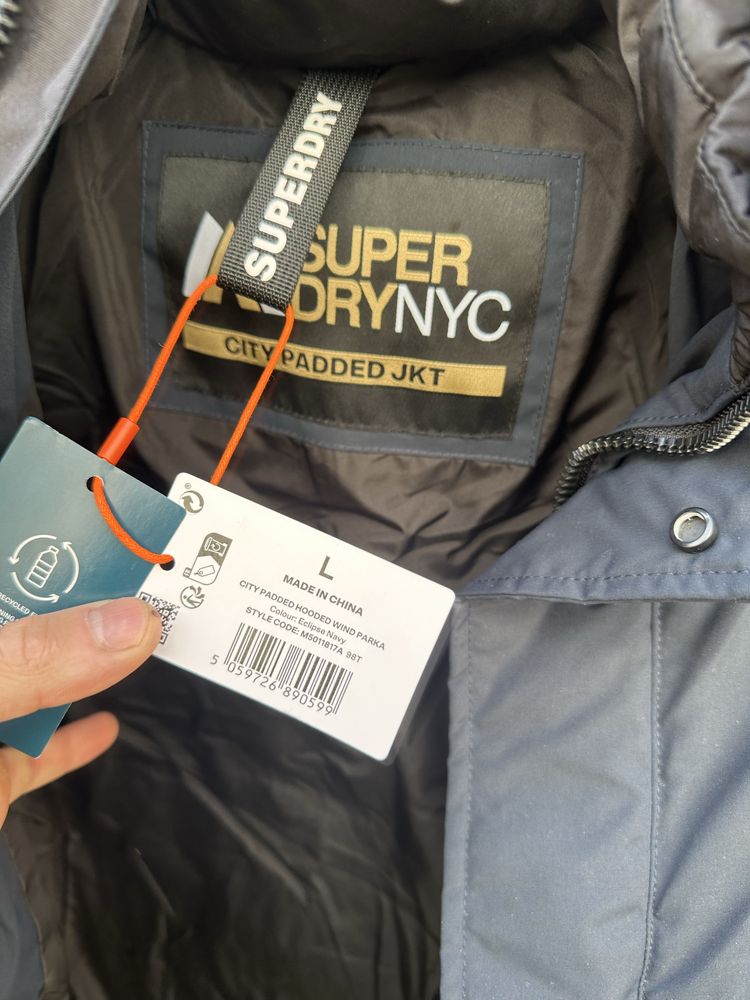 SUPERDRY
SUPER
DRYNYC
CITY PADDED JKT
L
MADE IN CHINA
CITY PADDED HOODED WIND PARKA
Colour: Eclipse Navy
STYLE CODE: M5011817A 98T
5 059726 890599